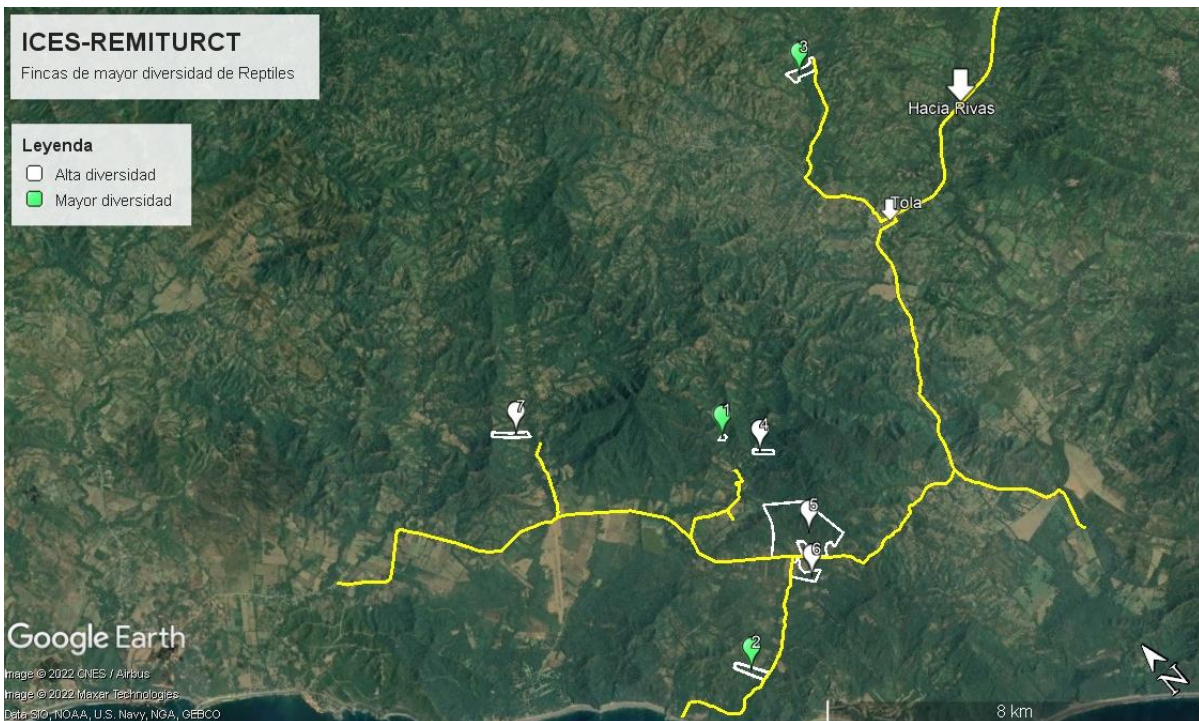 ICES-REMITURCT
Fincas de mayor diversidad de Reptiles
Leyenda
Alta diversidad
Mayor diversidad
3
Hacia Rivas
Tola
7
1
4
5
6
2
Google Earth
Image © 2022 CNES / Airbus
Image © 2022 Maxar Technologies
Data SIO, NOAA, U.S. Navy, NGA, GEBCO
8 km
N